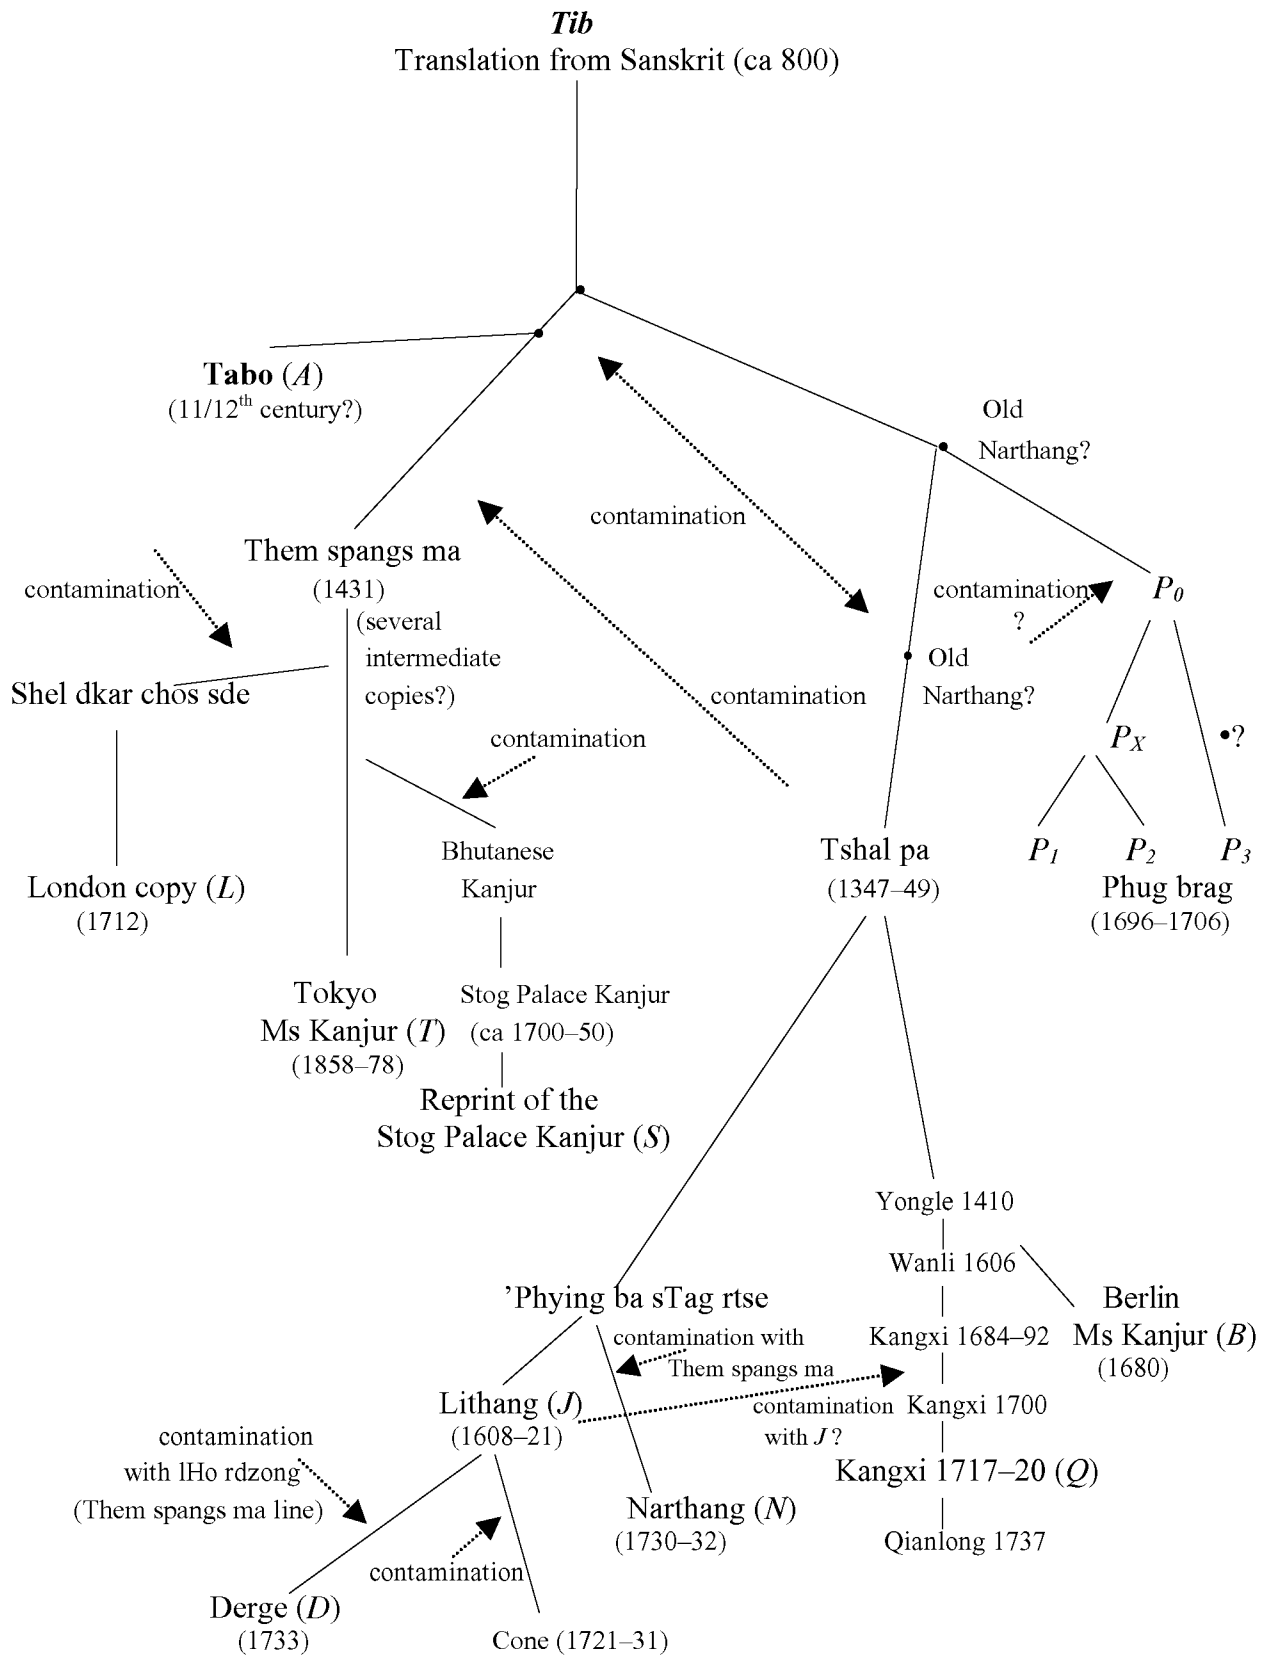 Tib
Translation from Sanskrit (ca 800)
Tabo (A)
(11/12th century?)
Old
Narthang?
contamination
Them spangs ma
(1431)
(several
intermediate
copies?)
contamination
contamination
?
P0
Old
Narthang?
Shel dkar chos sde
contamination
contamination
PX
•?
Bhutanese
Kanjur
Tshal pa
(1347–49)
P1
P2
P3
Phug brag
(1696–1706)
London copy (L)
(1712)
Tokyo
Ms Kanjur (T)
(1858–78)
Stog Palace Kanjur
(ca 1700–50)
Reprint of the
Stog Palace Kanjur (S)
Yongle 1410
Wanli 1606
’Phying ba sTag rtse
Berlin
Ms Kanjur (B)
(1680)
contamination with
Them spangs ma
Kangxi 1684–92
Lithang (J)
(1608–21)
contamination
with J ?
Kangxi 1700
contamination
with lHo rdzong
(Them spangs ma line)
Kangxi 1717–20 (Q)
Narthang (N)
(1730–32)
Qianlong 1737
contamination
Derge (D)
(1733)
Cone (1721–31)